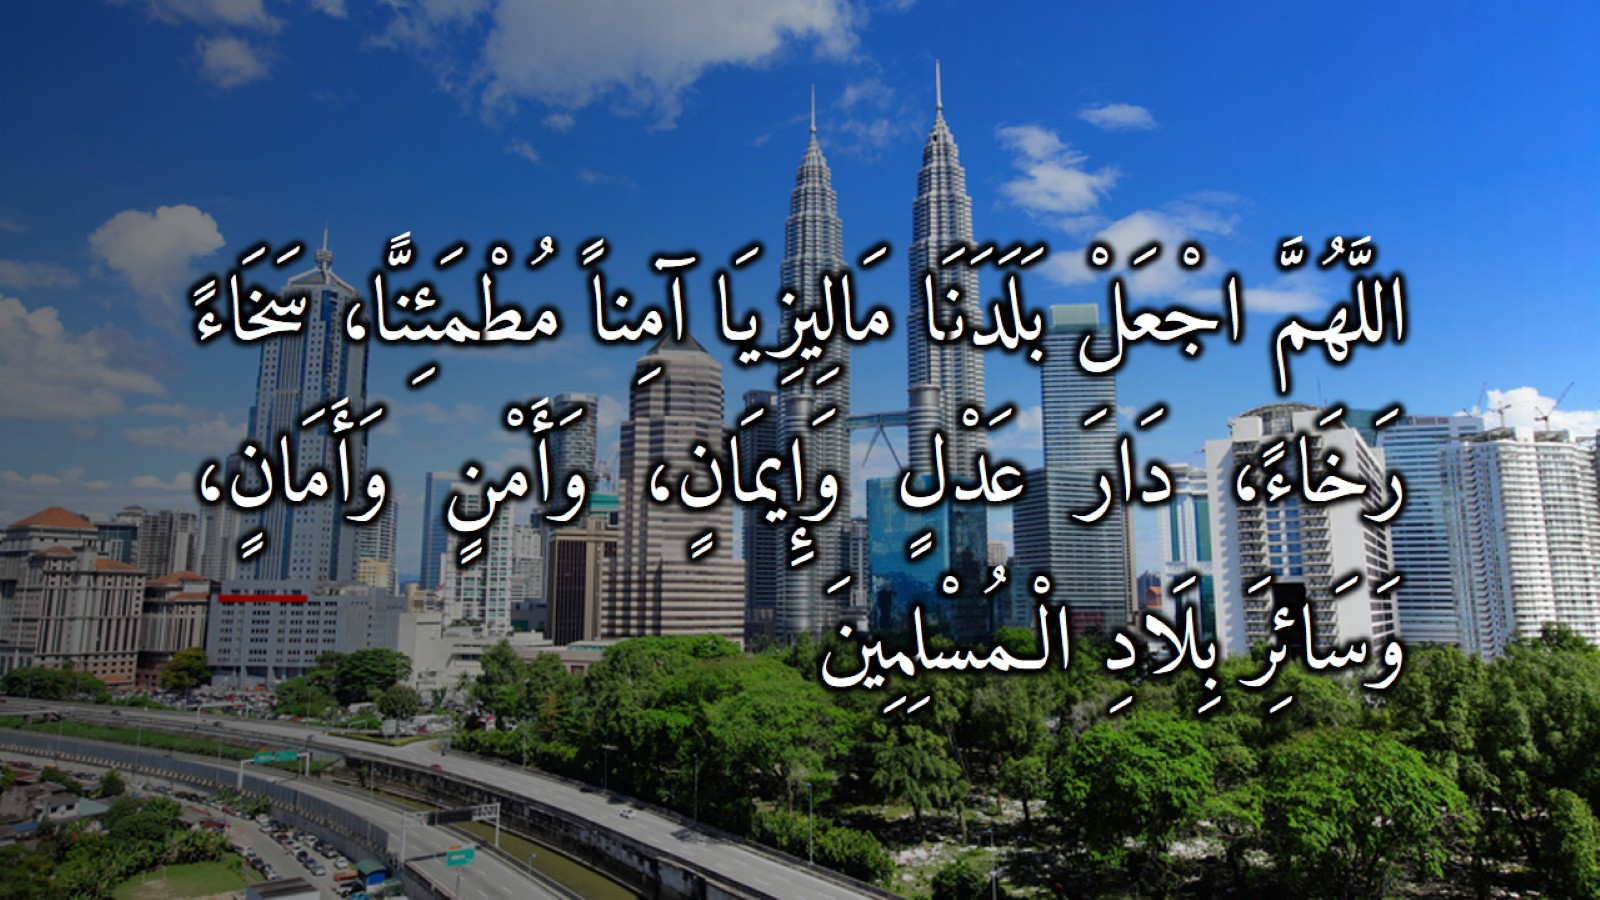 اللَّهُمَّ اجْعَلْ بَلَدَنَا مَالِيزِيَا آمِناً مُطْمَئِنًّا، سَخَاءً
رَخَاءً، دَارَ عَدْلٍ وَإِيمَانٍ، وَأَمْنٍ وَأَمَانٍ،
وَسَائِرَ بِلَادِ الْمُسْلِمِينَ